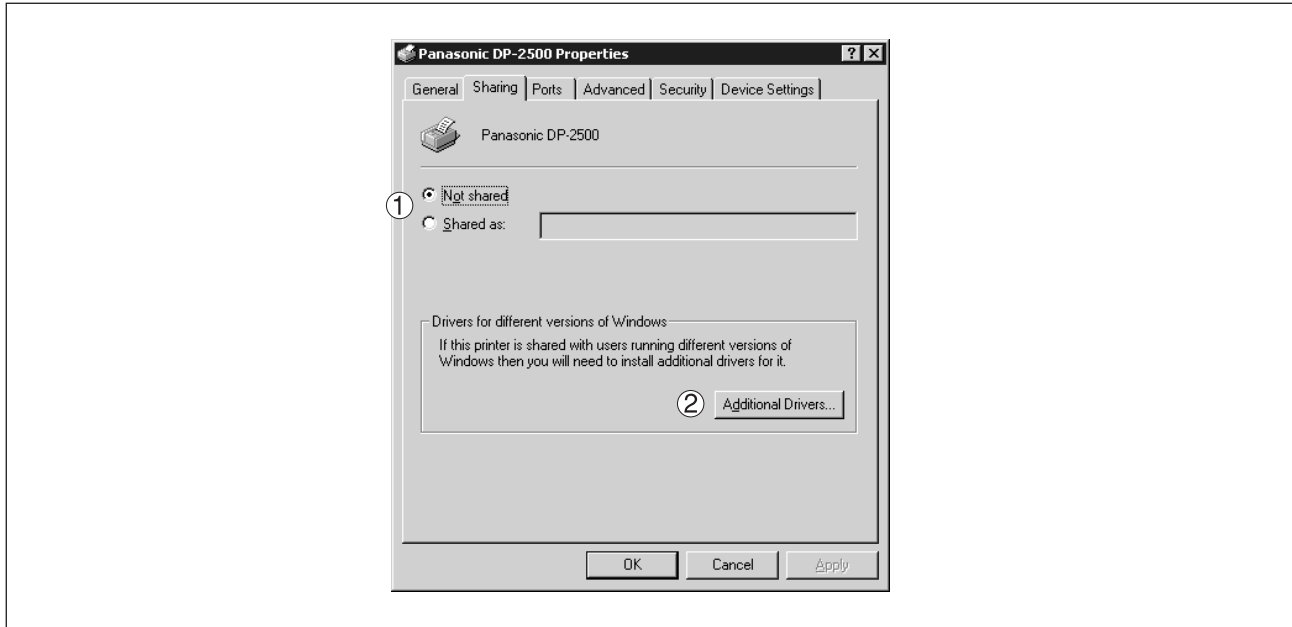 Panasonic DP-2500 Properties
General Sharing Ports Advanced Security Device Settings
Panasonic DP-2500
① Not shared
Shared as:
Drivers for different versions of Windows
If this printer is shared with users running different versions of
Windows then you will need to install additional drivers for it.
② Additional Drivers...
OK Cancel Apply